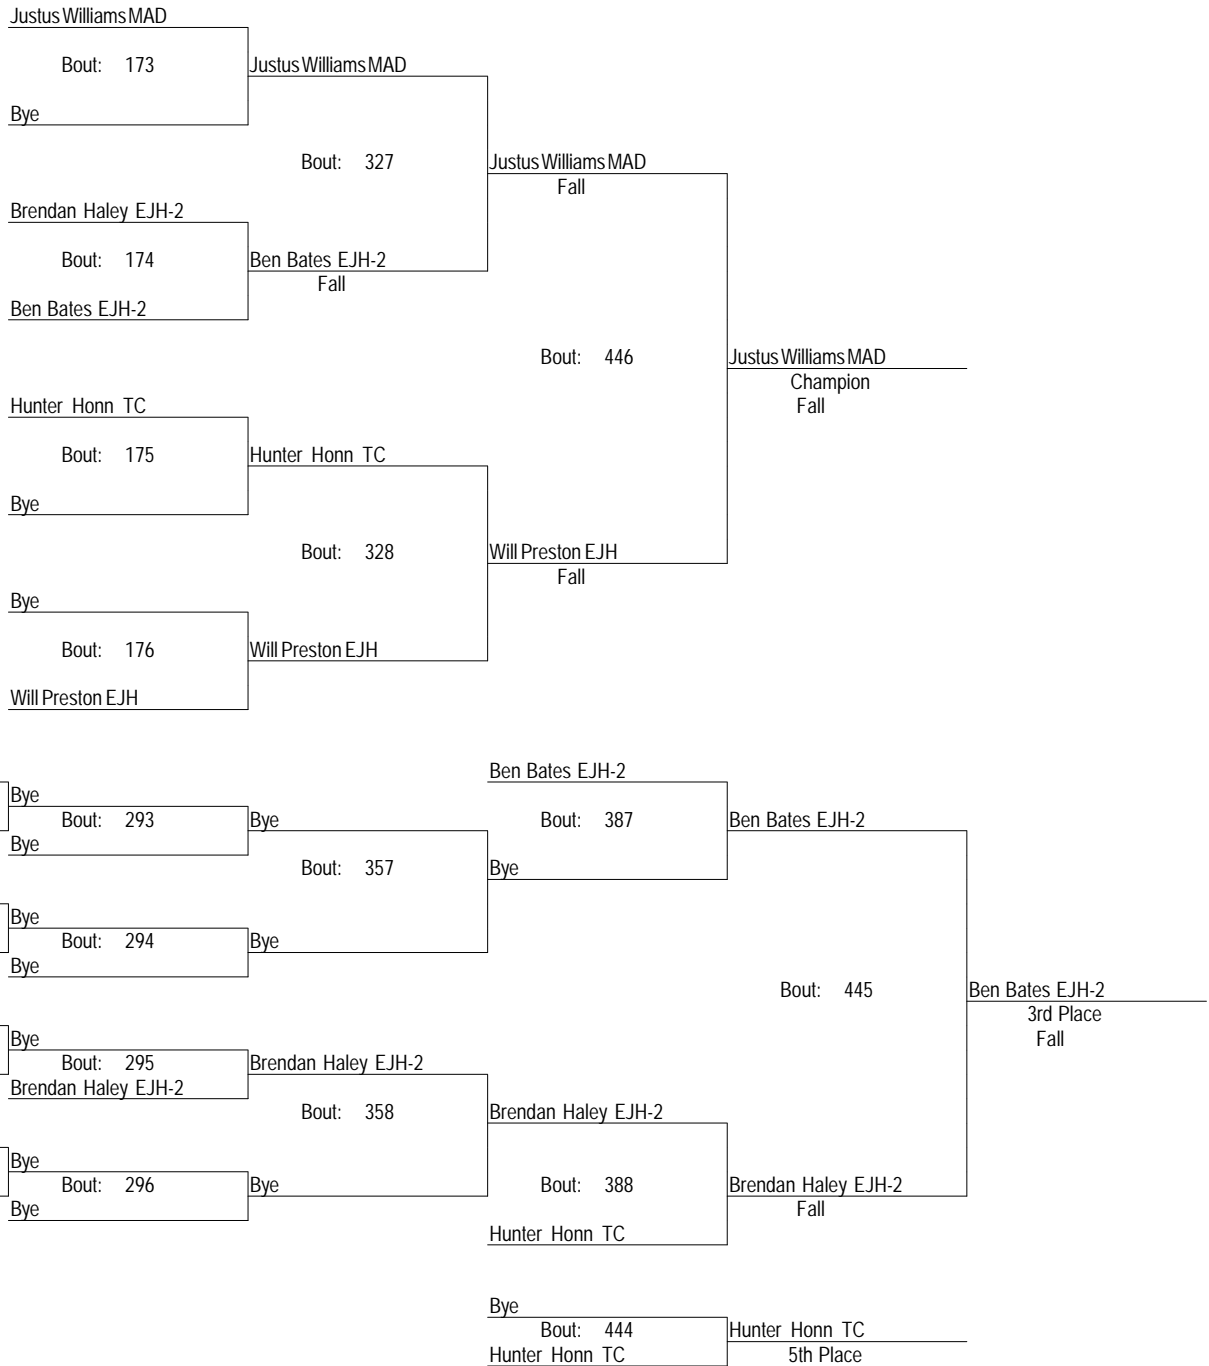 Justus Williams MAD
Bout: 173 Justus Williams MAD
Bye
Bout: 327 Justus Williams MAD
Fall
Brendan Haley EJH-2
Bout: 174 Ben Bates EJH-2
Fall
Ben Bates EJH-2
Bout: 446 Justus Williams MAD
Champion
Hunter Honn TC Fall
Bout: 175 Hunter Honn TC
Bye
Bout: 328 Will Preston EJH
Fall
Bye
Bout: 176 Will Preston EJH
Will Preston EJH
Ben Bates EJH-2
Bye
Bout: 293 Bye Bout: 387 Ben Bates EJH-2
Bye
Bout: 357 Bye
Bye
Bout: 294 Bye
Bye
Bout: 445 Ben Bates EJH-2
3rd Place
Bye Fall
Bout: 295 Brendan Haley EJH-2
Brendan Haley EJH-2
Bout: 358 Brendan Haley EJH-2
Bye
Bout: 296 Bye Bout: 388 Brendan Haley EJH-2
Bye Fall
Hunter Honn TC
Bye
Bout: 444 Hunter Honn TC
Hunter Honn TC 5th Place